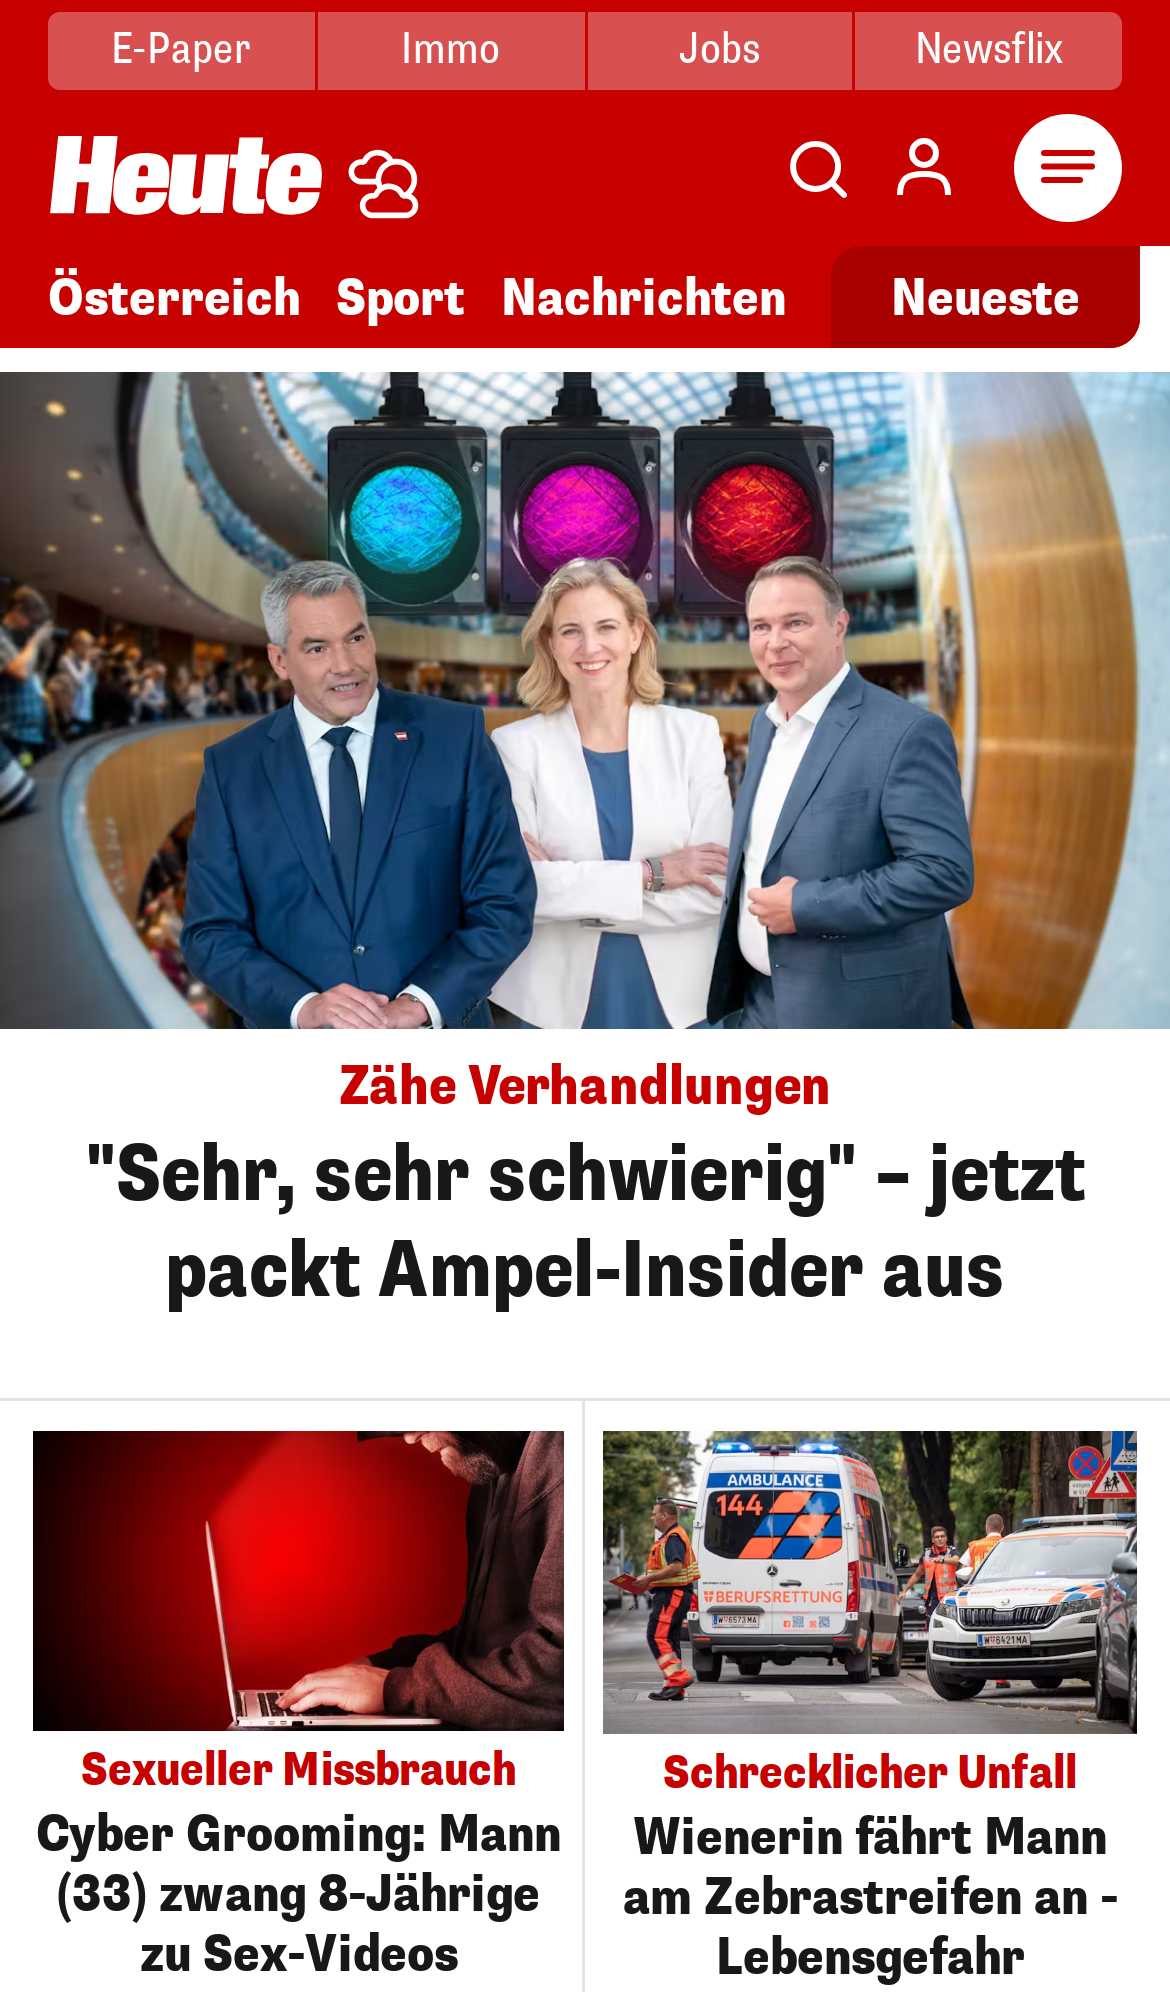 E-Paper
Immo
Jobs
Newsflix
Heute
Österreich
Sport
Nachrichten
Neueste
Zähe Verhandlungen
"Sehr, sehr schwierig" – jetzt
packt Ampel-Insider aus
AMBULANCE
144
BERUFSRETTUNG
W 6573MA
W 6421MA
Sexueller Missbrauch
Cyber Grooming: Mann
(33) zwang 8-Jährige
zu Sex-Videos
Schrecklicher Unfall
Wienerin fährt Mann
am Zebrastreifen an -
Lebensgefahr